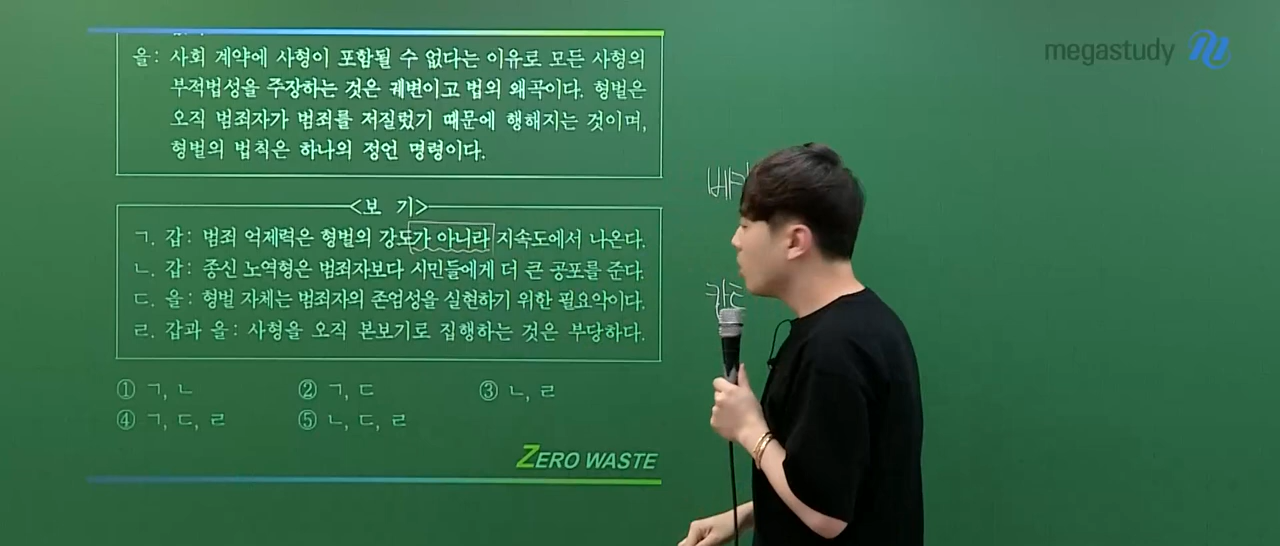 megastudy
을: 사회 계약에 사형이 포함될 수 없다는 이유로 모든 사형의
부적법성을 주장하는 것은 궤변이고 법의 왜곡이다. 형벌은
오직 범죄자가 범죄를 저질렀기 때문에 행해지는 것이며,
형벌의 법칙은 하나의 정언 명령이다.
<보 기>
ㄱ. 갑: 범죄 억제력은 형벌의 강도가 아니라 지속도에서 나온다.
ㄴ. 갑: 종신 노역형은 범죄자보다 시민들에게 더 큰 공포를 준다.
ㄷ. 을: 형벌 자체는 범죄자의 존엄성을 실현하기 위한 필요악이다.
ㄹ. 갑과 을: 사형을 오직 본보기로 집행하는 것은 부당하다.
① ㄱ, ㄴ ② ㄱ, ㄷ ③ ㄴ, ㄹ
④ ㄱ, ㄷ, ㄹ ⑤ ㄴ, ㄷ, ㄹ
ZERO WASTE